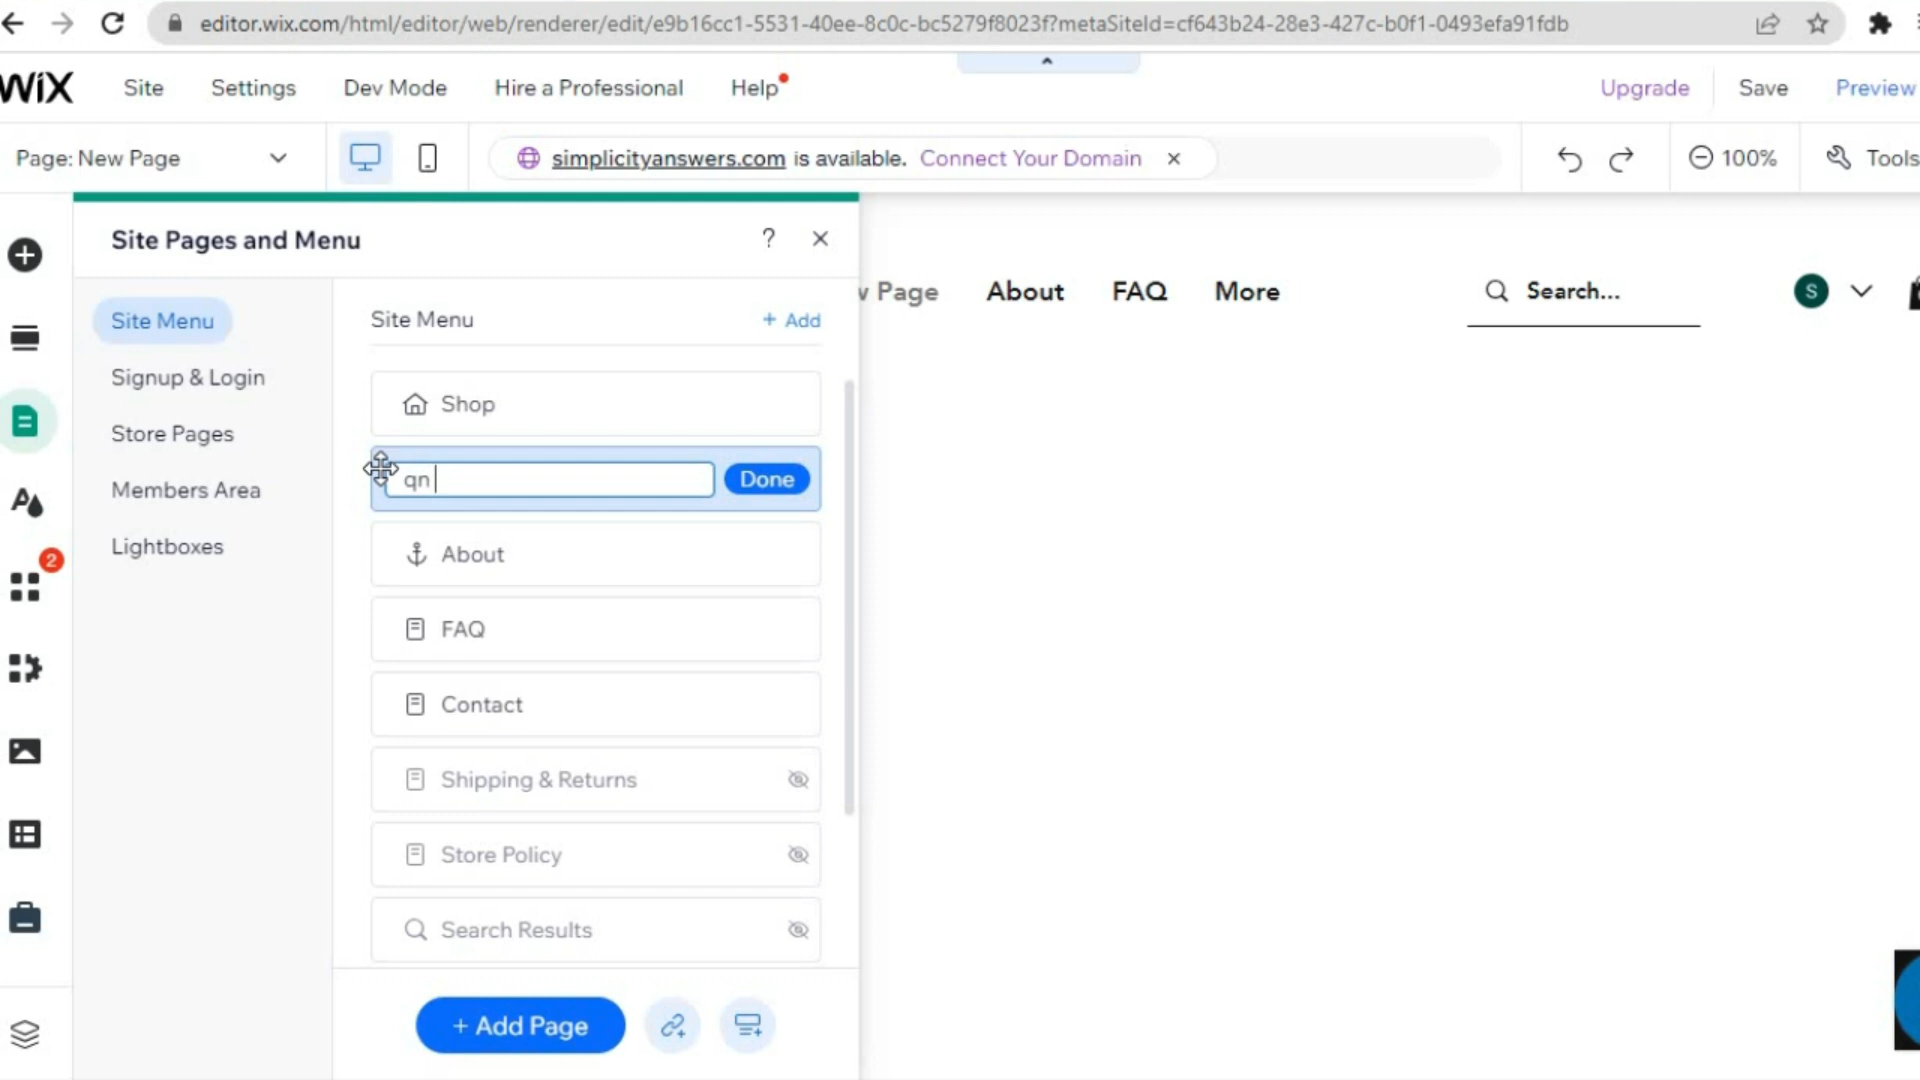 editor.wix.com/html/editor/web/renderer/edit/e9b16cc1-5531-40ee-8c0c-bc5279f8023f?metaSiteId=cf643b24-28e3-427c-b0f1-0493efa91fdb
WiX Site Settings Dev Mode Hire a Professional Help Upgrade Save Preview
Page: New Page simplicityanswers.com is available. Connect Your Domain 100% Tools
Site Pages and Menu ?
Page About FAQ More Search... S
Site Menu
Signup & Login
Store Pages
Members Area
Lightboxes
2
Site Menu + Add
Shop
qn Done
About
FAQ
Contact
Shipping & Returns
Store Policy
Search Results
+ Add Page